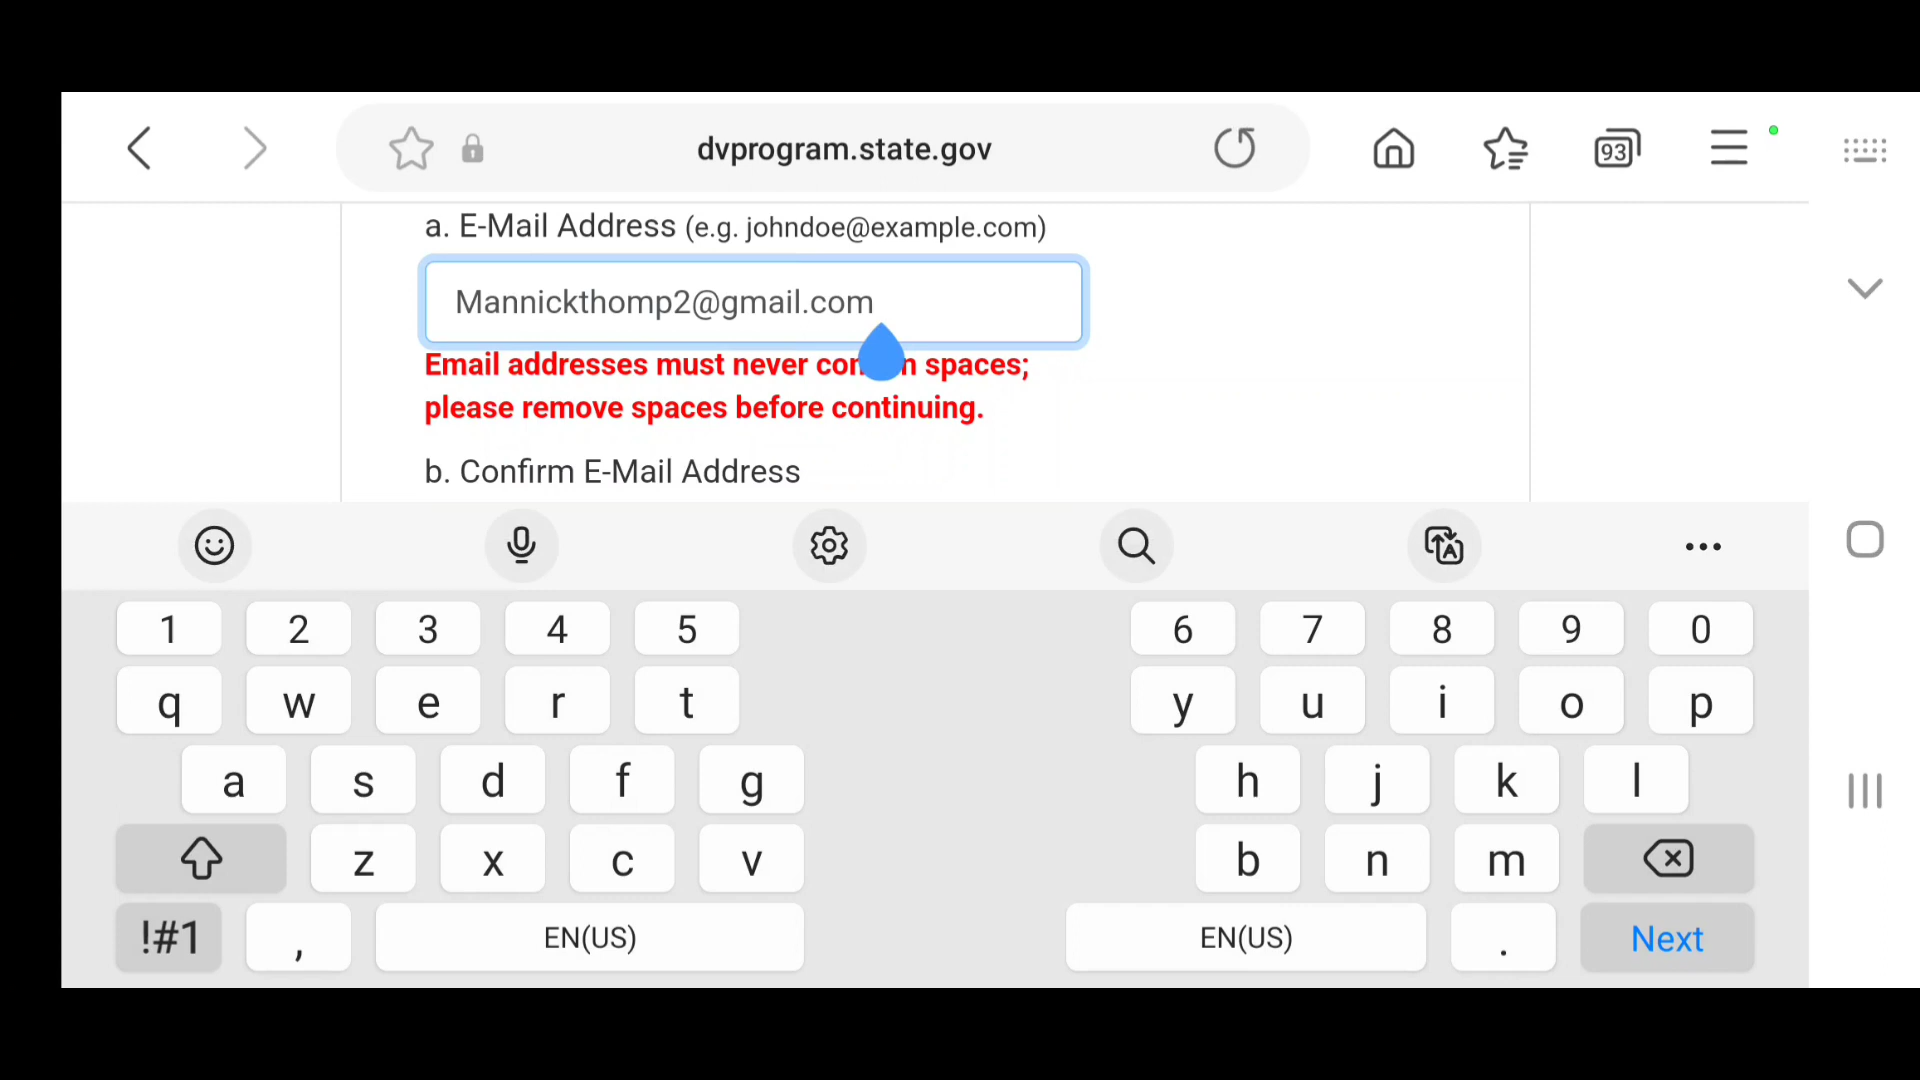 dvprogram.state.gov
93
a. E-Mail Address (e.g. johndoe@example.com)
Mannickthomp2@gmail.com
Email addresses must never con n spaces;
please remove spaces before continuing.
b. Confirm E-Mail Address
1 2 3 4 5 6 7 8 9 0
q w e r t y u i o p
a s d f g h j k l
z x c v b n m
!#1 , EN(US) EN(US) . Next